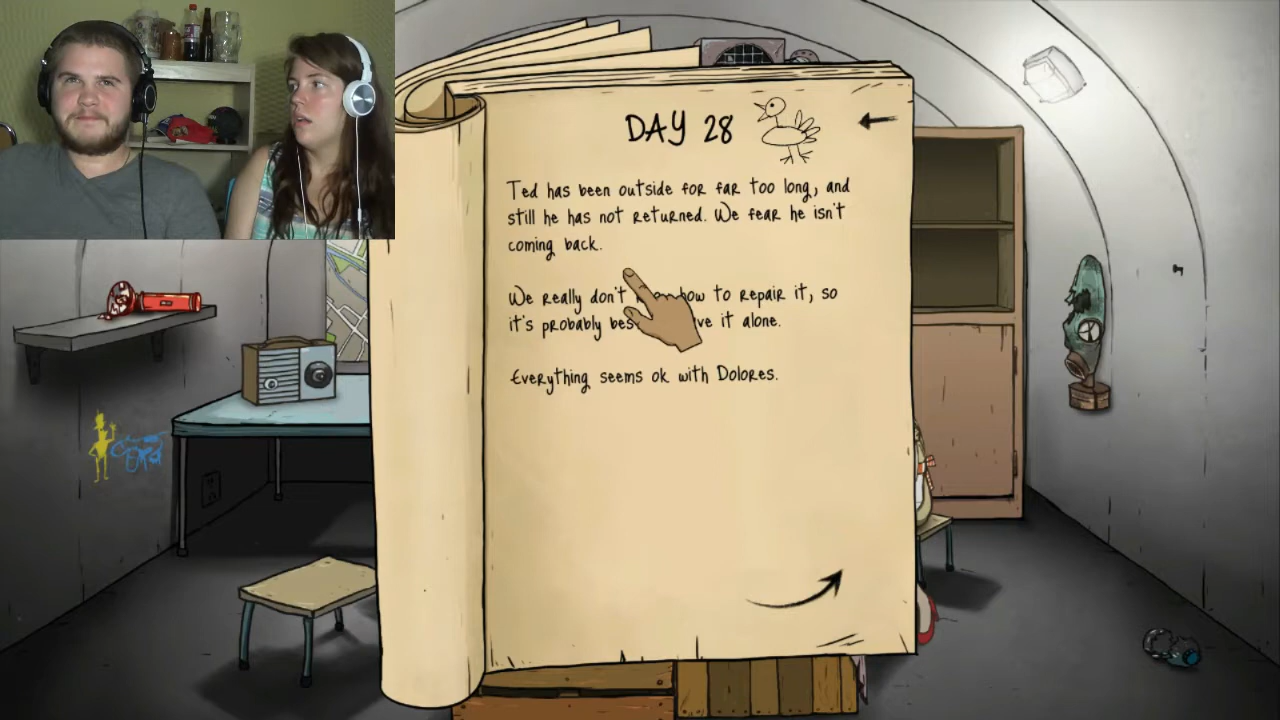 DAY 28
Ted has been outside for far too long, and
still he has not returned. We fear he isn't
coming back.
We really don't how to repair it, so
it's probably it alone.
Everything seems ok with Dolores.